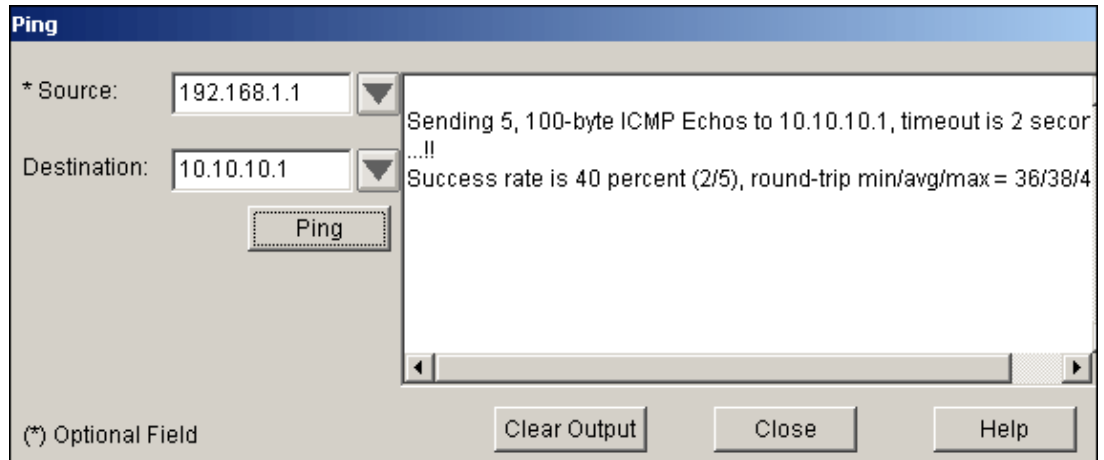 Ping
* Source:
192.168.1.1
Destination:
10.10.10.1
Ping
Sending 5, 100-byte ICMP Echos to 10.10.10.1, timeout is 2 secor
...!!
Success rate is 40 percent (2/5), round-trip min/avg/max = 36/38/4
(*) Optional Field
Clear Output
Close
Help